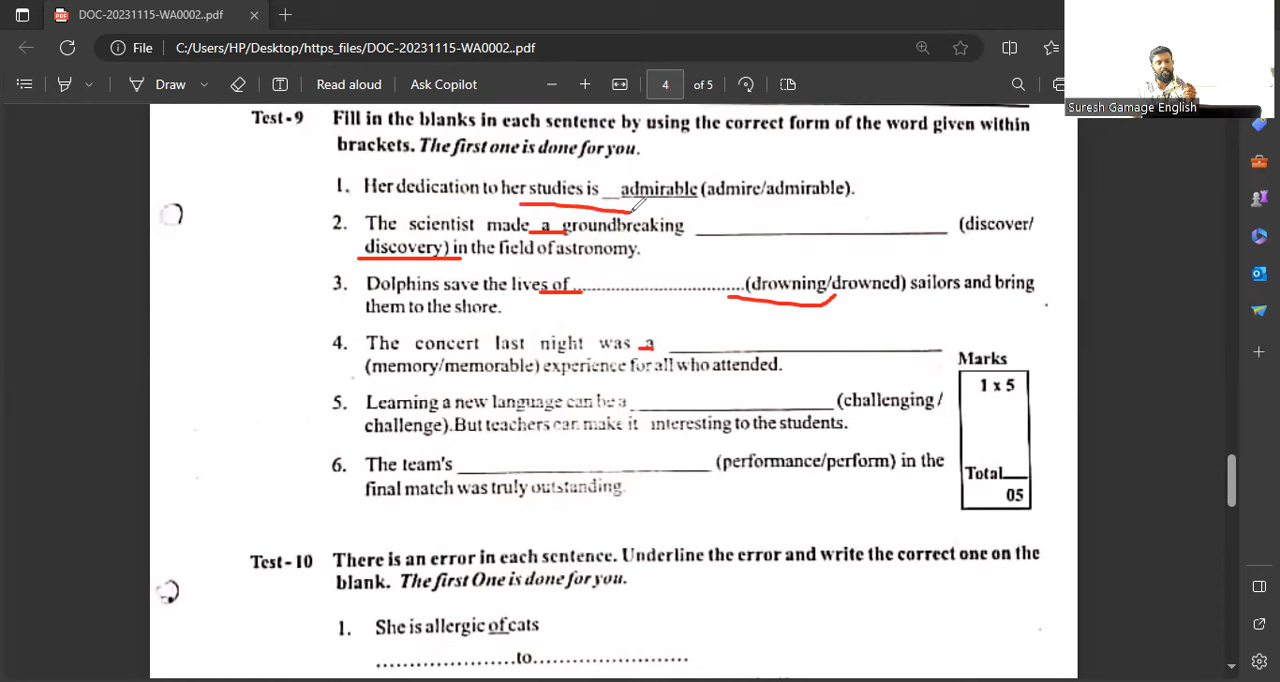 DOC-20231115-WA0002..pdf
File C:/Users/HP/Desktop/https_files/DOC-20231115-WA0002..pdf
Draw Read aloud Ask Copilot 4 of 5
Suresh Gamage English
Test-9 Fill in the blanks in each sentence by using the correct form of the word given within
brackets. The first one is done for you.
1. Her dedication to her studies is __admirable (admire/admirable).
2. The scientist made a groundbreaking ______________________ (discover/
discovery) in the field of astronomy.
3. Dolphins save the lives of ....................................(drowning/drowned) sailors and bring
them to the shore.
4. The concert last night was a ______________________
(memory/memorable) experience for all who attended.
Marks
1 x 5
5. Learning a new language can be a ________________ (challenging/
challenge).But teachers can make it interesting to the students.
6. The team's ______________________ (performance/perform) in the
final match was truly outstanding.
Total___
05
Test-10 There is an error in each sentence. Underline the error and write the correct one on the
blank. The first One is done for you.
1. She is allergic of cats
......................to........................